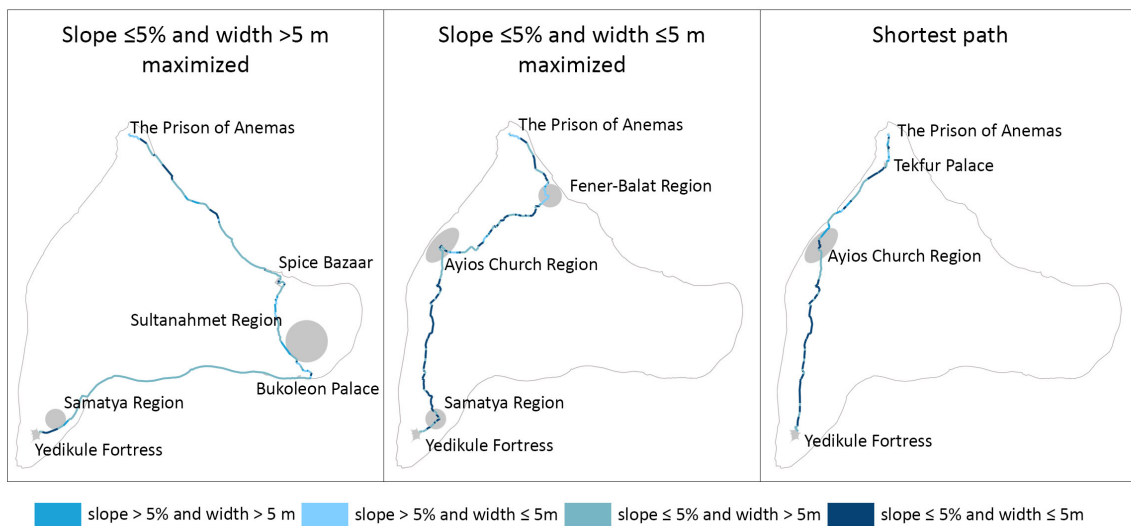 Slope ≤5% and width >5 m
maximized
The Prison of Anemas
Spice Bazaar
Sultanahmet Region
Bukoleon Palace
Samatya Region
Yedikule Fortress
Slope ≤5% and width ≤5 m
maximized
The Prison of Anemas
Fener-Balat Region
Ayios Church Region
Samatya Region
Yedikule Fortress
Shortest path
The Prison of Anemas
Tekfur Palace
Ayios Church Region
Yedikule Fortress
slope > 5% and width > 5 m
slope > 5% and width ≤ 5m
slope ≤ 5% and width > 5m
slope ≤ 5% and width ≤ 5m